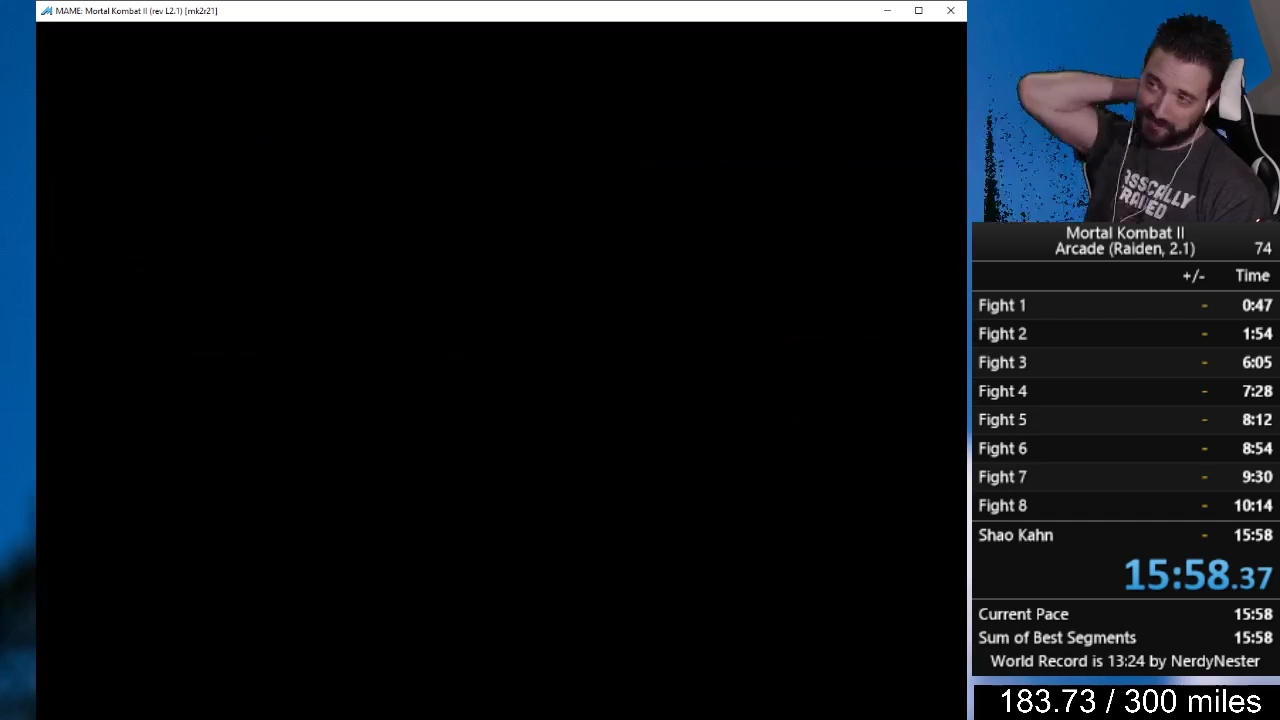 MAME: Mortal Kombat II (rev L2.1) [mk2r21]
Mortal Kombat II
Arcade (Raiden, 2.1) 74
+/- Time
Fight 1 - 0:47
Fight 2 - 1:54
Fight 3 - 6:05
Fight 4 - 7:28
Fight 5 - 8:12
Fight 6 - 8:54
Fight 7 - 9:30
Fight 8 - 10:14
Shao Kahn - 15:58
15:58.37
Current Pace 15:58
Sum of Best Segments 15:58
World Record is 13:24 by NerdyNester
183.73 / 300 miles